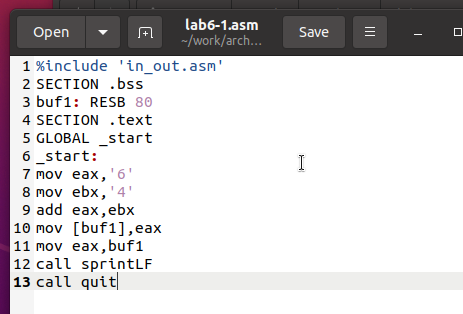 Open
lab6-1.asm
~/work/arch...
Save
1 %include 'in_out.asm'
2 SECTION .bss
3 buf1: RESB 80
4 SECTION .text
5 GLOBAL _start
6 _start:
7 mov eax,'6'
8 mov ebx,'4'
9 add eax,ebx
10 mov [buf1],eax
11 mov eax,buf1
12 call sprintLF
13 call quit